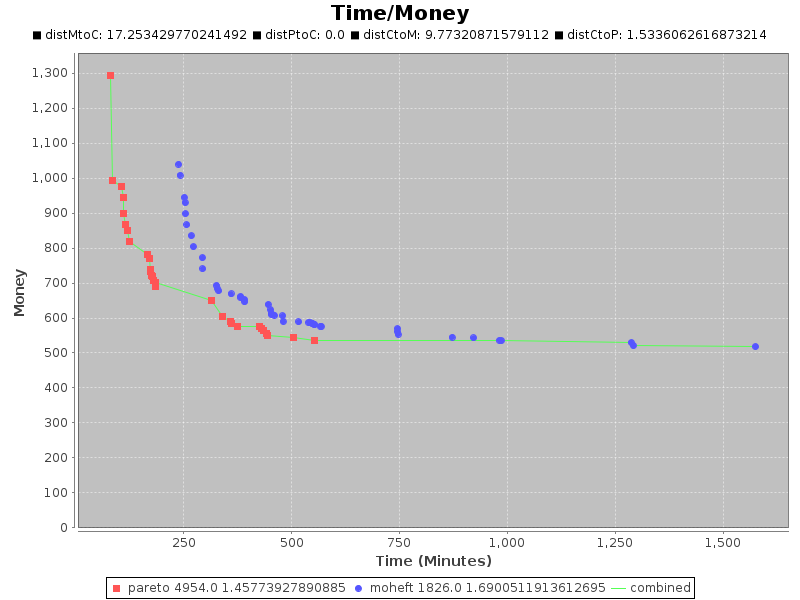 Time/Money
distMtoC: 17.253429770241492 distPtoC: 0.0 distCtoM: 9.77320871579112 distCtoP: 1.5336062616873214
1,300
1,200
1,100
1,000
900
800
700
600
500
400
300
200
100
0
Money
250 500 750 1,000 1,250 1,500
Time (Minutes)
pareto 4954.0 1.45773927890885 moheft 1826.0 1.6900511913612695 combined